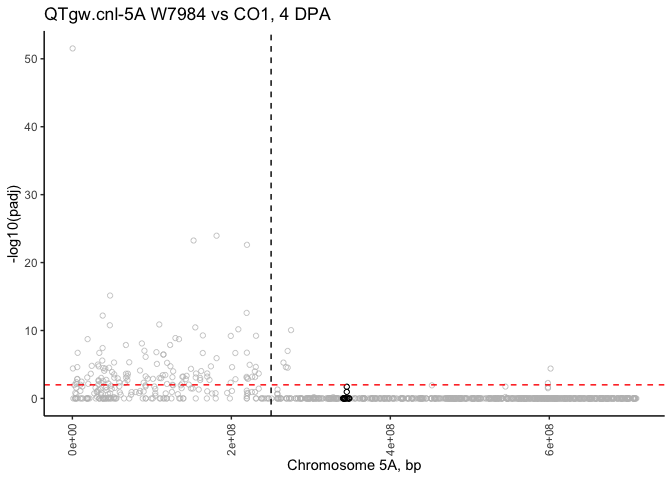 QTgw.cnl-5A W7984 vs CO1, 4 DPA
50
40
30
20
10
0
-log10(padj)
0e+00
2e+08
4e+08
6e+08
Chromosome 5A, bp